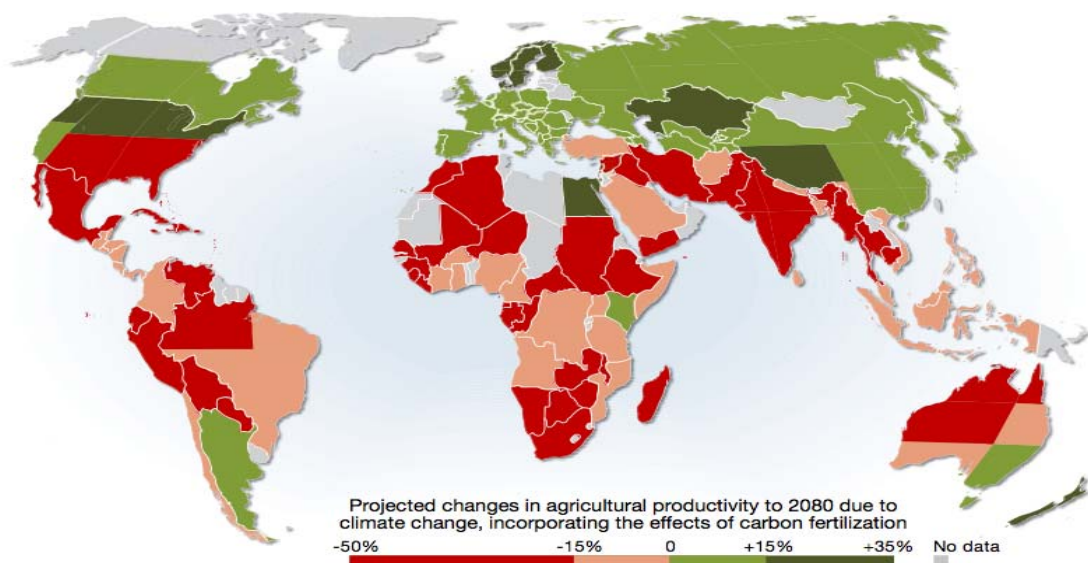 Projected changes in agricultural productivity to 2080 due to
climate change, incorporating the effects of carbon fertilization
-50% -15% 0 +15% +35% No data